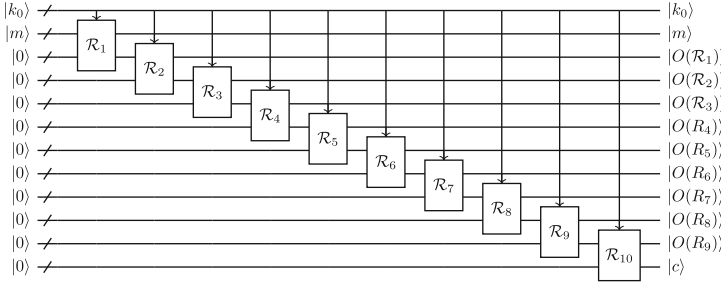 |k₀⟩ |k₀⟩
|m⟩ 𝓡₁ |m⟩
|0⟩ 𝓡₂ |O(𝓡₁)⟩
|0⟩ 𝓡₃ |O(𝓡₂)⟩
|0⟩ 𝓡₄ |O(𝓡₃)⟩
|0⟩ 𝓡₅ |O(R₄)⟩
|0⟩ 𝓡₆ |O(R₅)⟩
|0⟩ 𝓡₇ |O(R₆)⟩
|0⟩ 𝓡₈ |O(R₇)⟩
|0⟩ 𝓡₉ |O(R₈)⟩
|0⟩ 𝓡₁₀ |O(R₉)⟩
|0⟩ |c⟩